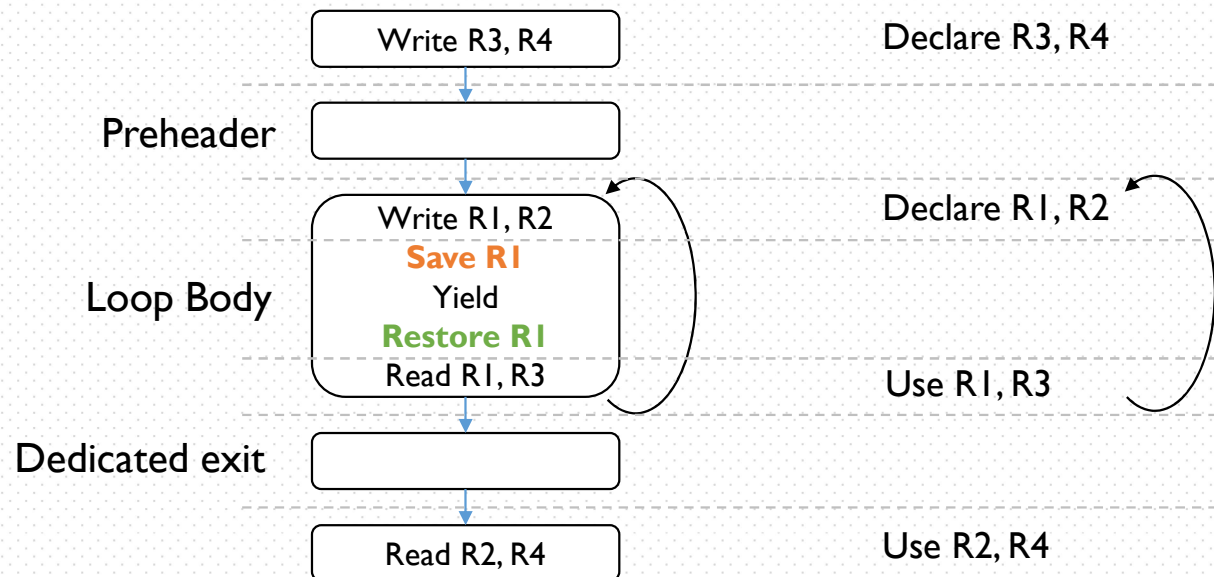 Write R3, R4
Declare R3, R4
Preheader
Write R1, R2
Declare R1, R2
Save R1
Loop Body
Yield
Restore R1
Read R1, R3
Use R1, R3
Dedicated exit
Read R2, R4
Use R2, R4